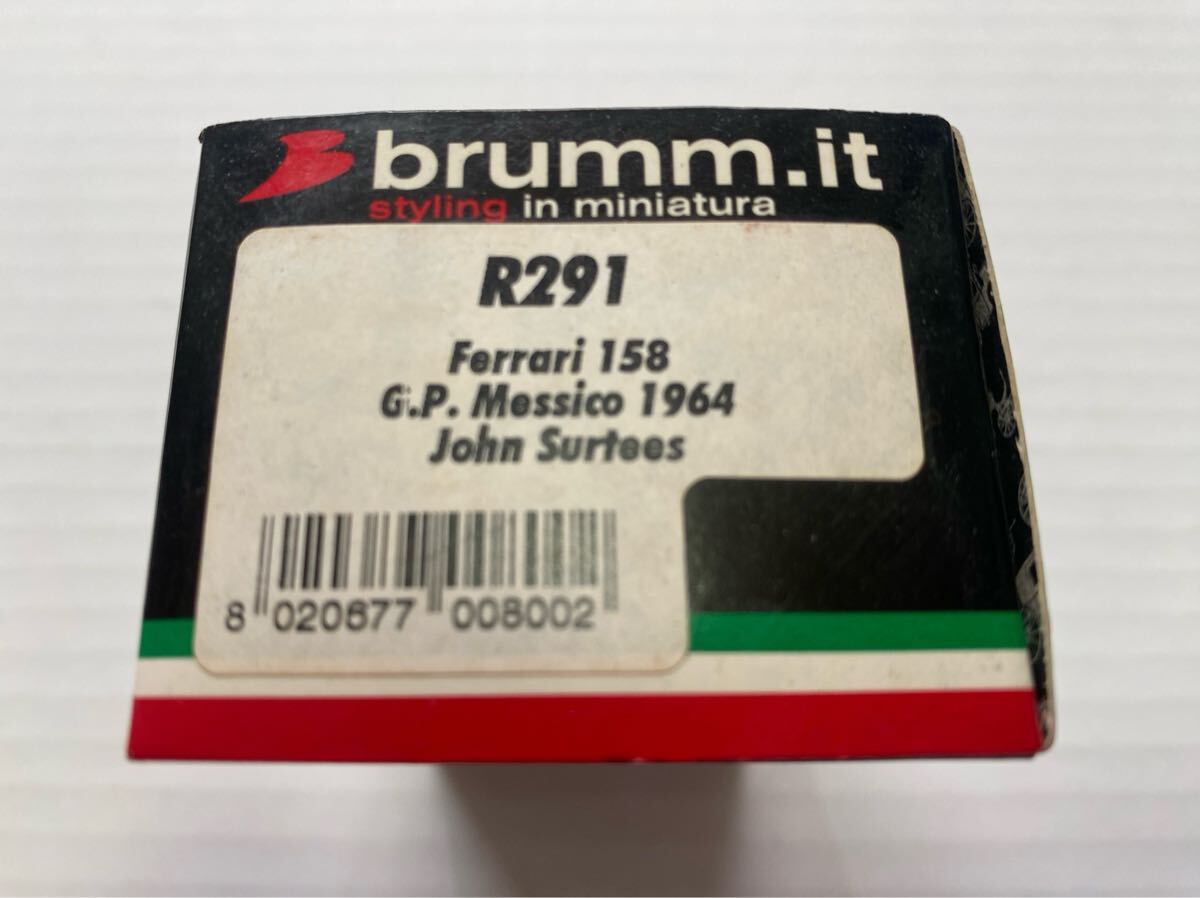 brumm.it
styling in miniatura
R291
Ferrari 158
G.P. Messico 1964
John Surtees
8 020677 008002